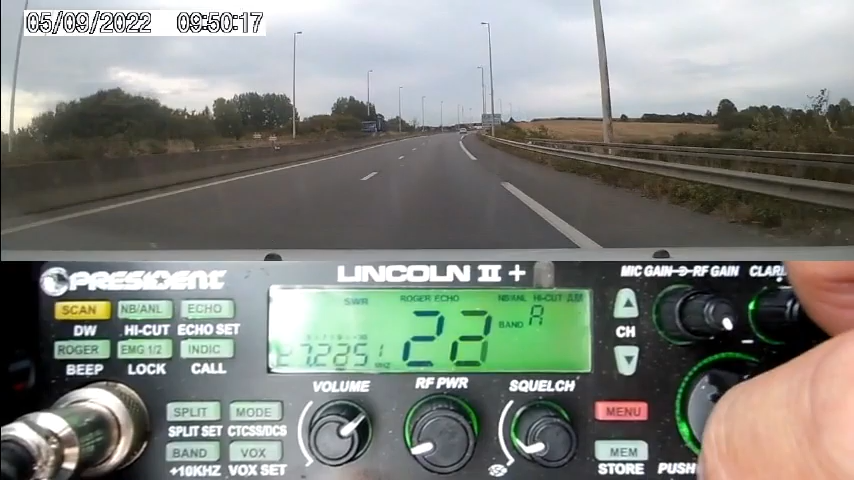 05/09/2022 09:50:17
PRESIDENT
LINCOLN II +
MIC GAIN RF GAIN
SCAN NB/ANL ECHO
DW HI-CUT ECHO SET
ROGER EMG 1/2 INDIC
BEEP LOCK CALL
SWR ROGER ECHO NB/ANL HI-CUT AM
22 BAND A
CH
VOLUME RF PWR SQUELCH
SPLIT MODE
SPLIT SET CTCSS/DCS
BAND VOX
+10KHZ VOX SET
MENU
MEM
STORE PUSH